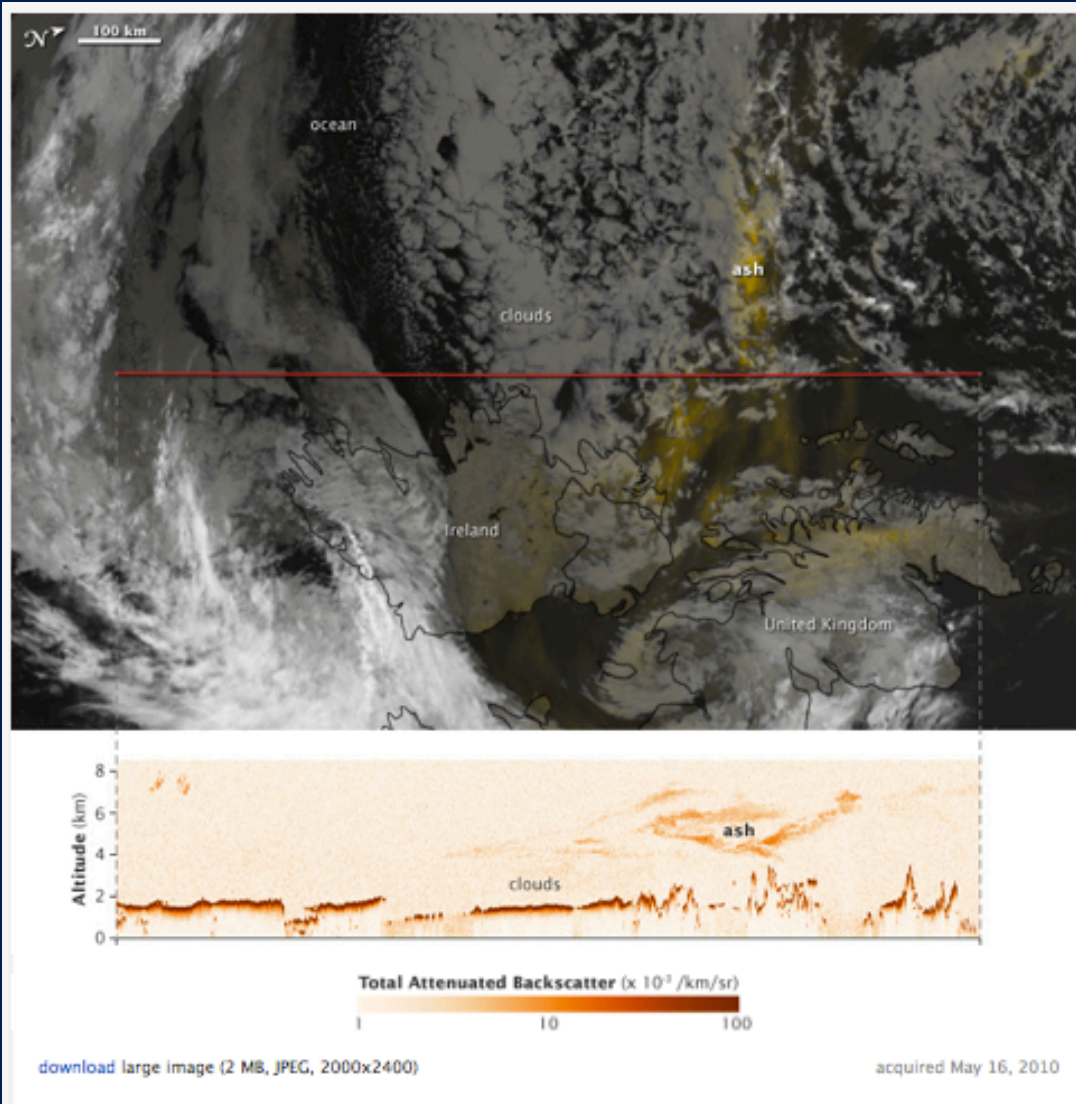 N
100 km
ocean
ash
clouds
Ireland
United Kingdom
8
6
4
2
0
Altitude (km)
ash
clouds
Total Attenuated Backscatter (x 10⁻³ /km/sr)
1 10 100
download large image (2 MB, JPEG, 2000x2400) acquired May 16, 2010